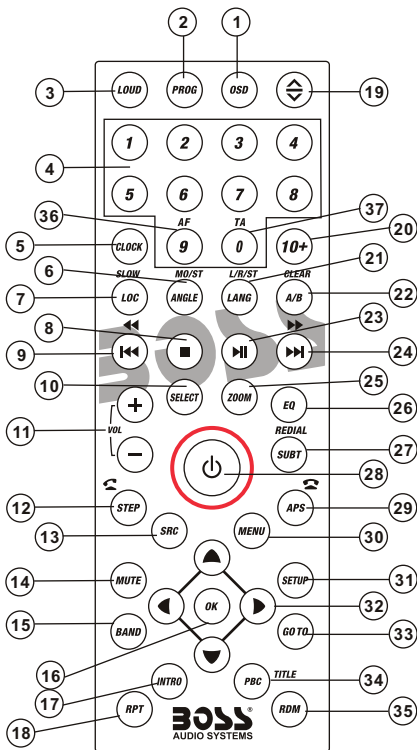 2 1
3 LOUD PROG OSD 19
1 2 3 4
4
5 6 7 8
36 AF TA 37
5 CLOCK 9 0 10+ 20
6 SLOW MO/ST L/R/ST CLEAR 21
7 LOC ANGLE LANG A/B 22
8 23
9 BOSS 24
10 SELECT ZOOM 25
11 VOL + EQ 26
REDIAL
− SUBT 27
28
12 STEP APS 29
13 SRC MENU 30
14 MUTE SETUP 31
OK 32
15 BAND GO TO 33
16
17 INTRO PBC TITLE 34
18 RPT RDM 35
BOSS
AUDIO SYSTEMS